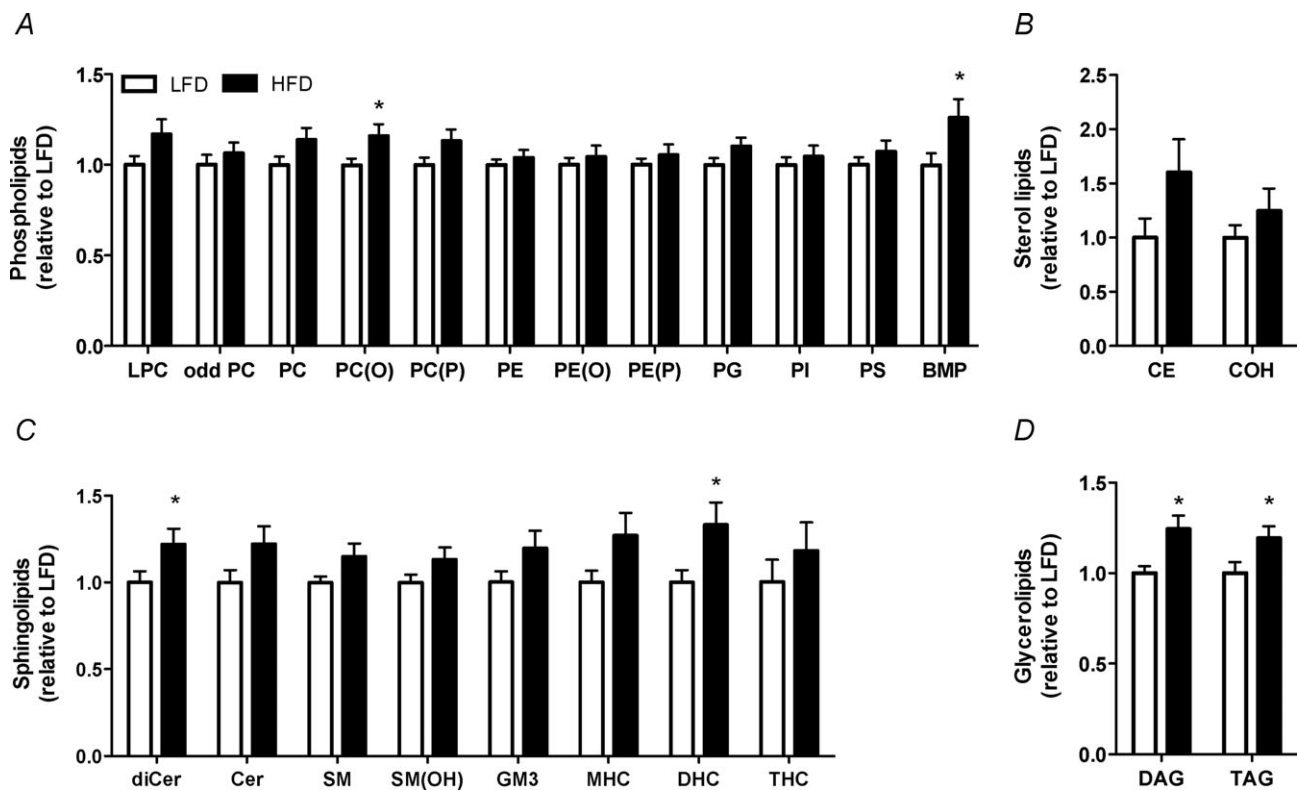 A
LFD HFD
Phospholipids
(relative to LFD)
1.5
1.0
0.5
0.0
* *
LPC odd PC PC PC(O) PC(P) PE PE(O) PE(P) PG PI PS BMP
B
Sterol lipids
(relative to LFD)
2.5
2.0
1.5
1.0
0.5
0.0
CE COH
C
Sphingolipids
(relative to LFD)
1.5
1.0
0.5
0.0
* *
diCer Cer SM SM(OH) GM3 MHC DHC THC
D
Glycerolipids
(relative to LFD)
1.5
1.0
0.5
0.0
* *
DAG TAG